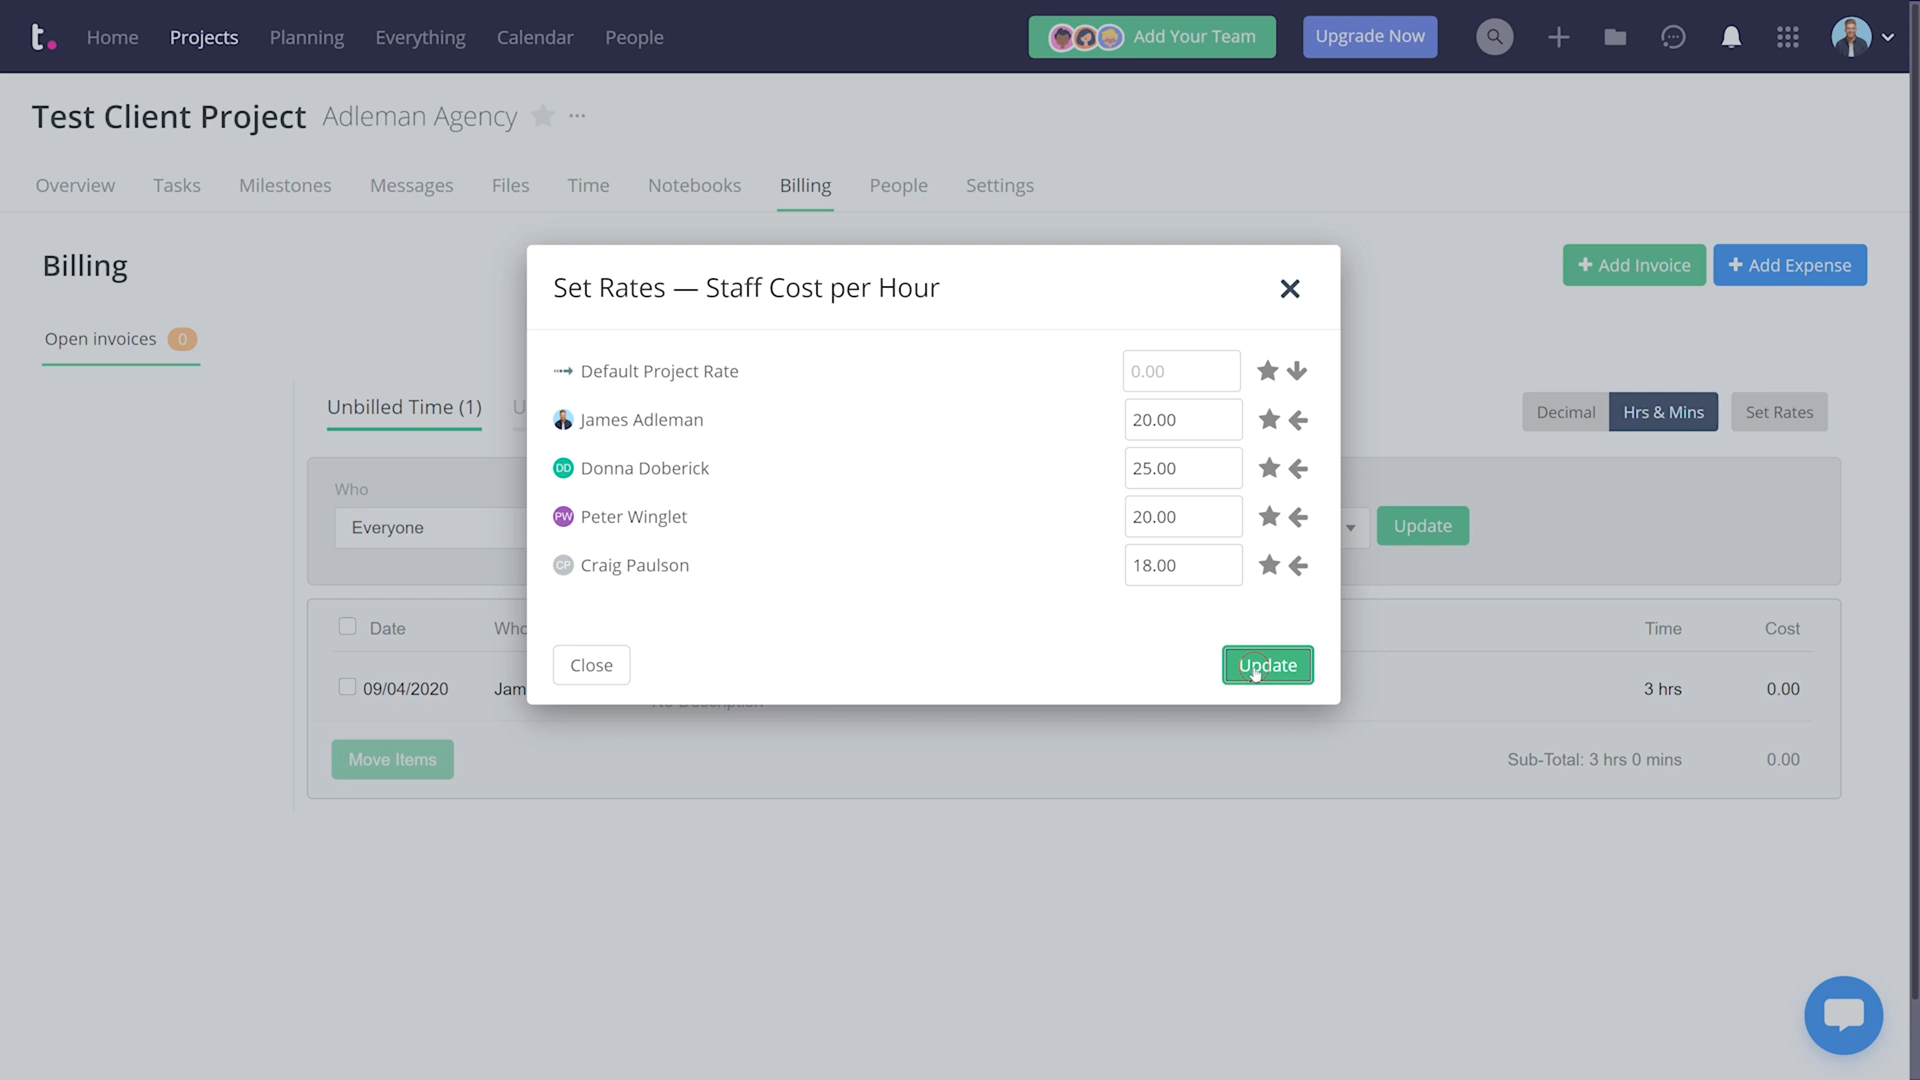 t.
Home Projects Planning Everything Calendar People Add Your Team Upgrade Now
Test Client Project Adleman Agency
Overview Tasks Milestones Messages Files Time Notebooks Billing People Settings
Billing
+ Add Invoice + Add Expense
Open invoices 0
Unbilled Time (1) U
Decimal Hrs & Mins Set Rates
Who
Everyone
Update
Date Who Time Cost
09/04/2020 Jam 3 hrs 0.00
No Description
Move Items Sub-Total: 3 hrs 0 mins 0.00
Set Rates — Staff Cost per Hour
Default Project Rate 0.00
James Adleman 20.00
DD Donna Doberick 25.00
PW Peter Winglet 20.00
CP Craig Paulson 18.00
Close Update